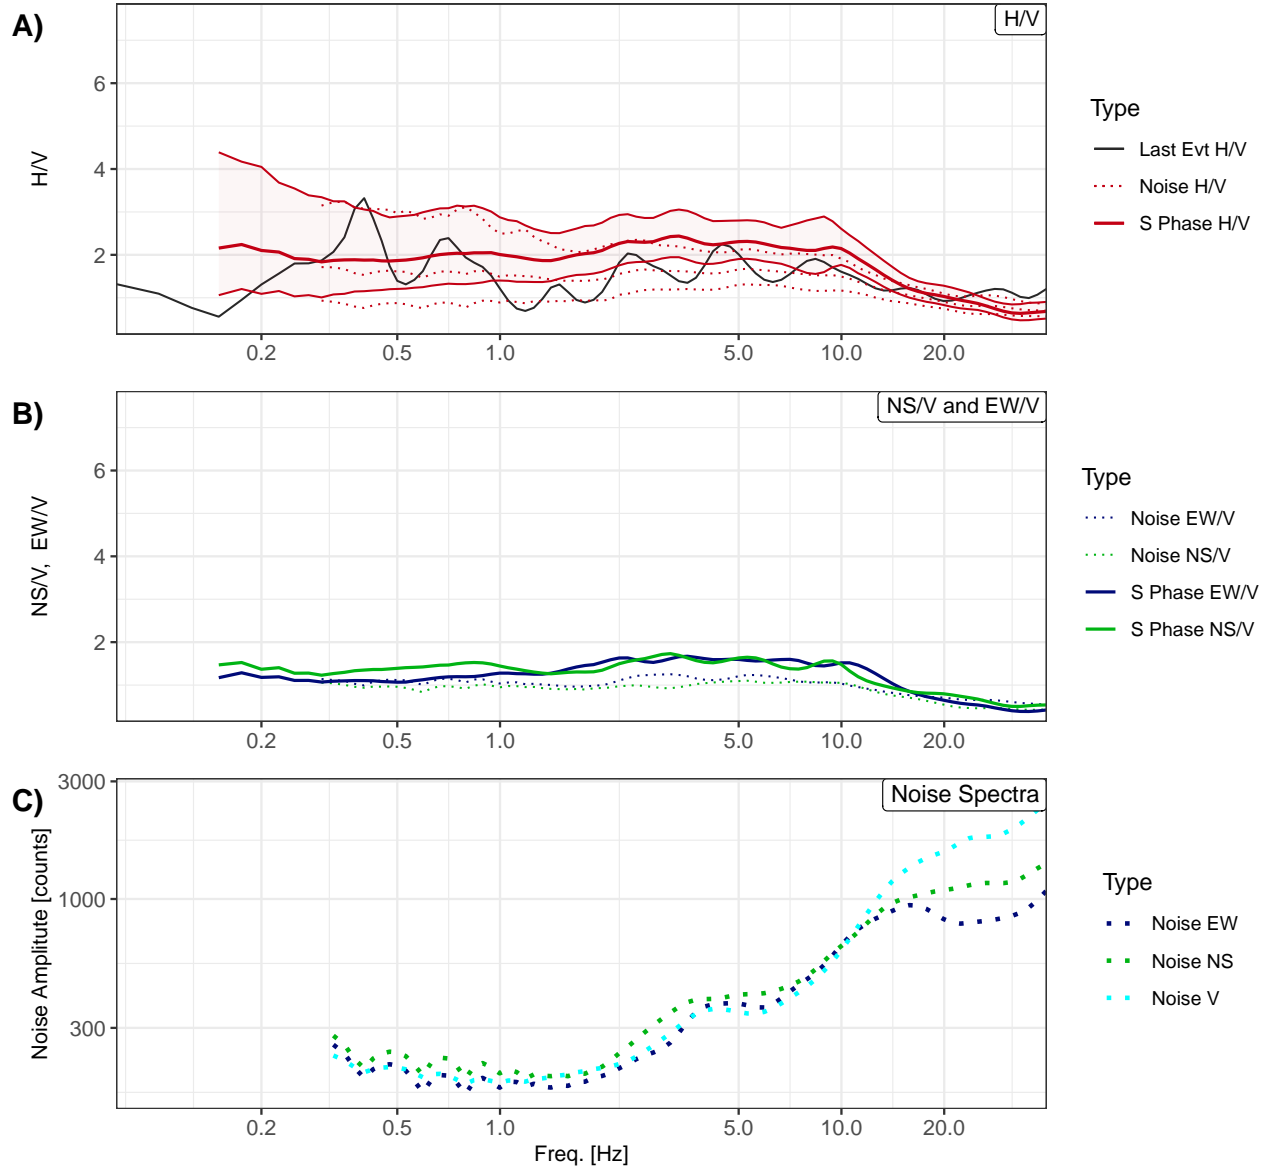 A)
H/V
6
4
2
H/V
0.2
0.5
1.0
5.0
10.0
20.0
Type
Last Evt H/V
Noise H/V
S Phase H/V
B)
NS/V and EW/V
6
4
2
NS/V,  EW/V
0.2
0.5
1.0
5.0
10.0
20.0
Type
Noise EW/V
Noise NS/V
S Phase EW/V
S Phase NS/V
C)
Noise Spectra
3000
1000
300
Noise Amplitute [counts]
0.2
0.5
1.0
5.0
10.0
20.0
Freq. [Hz]
Type
Noise EW
Noise NS
Noise V